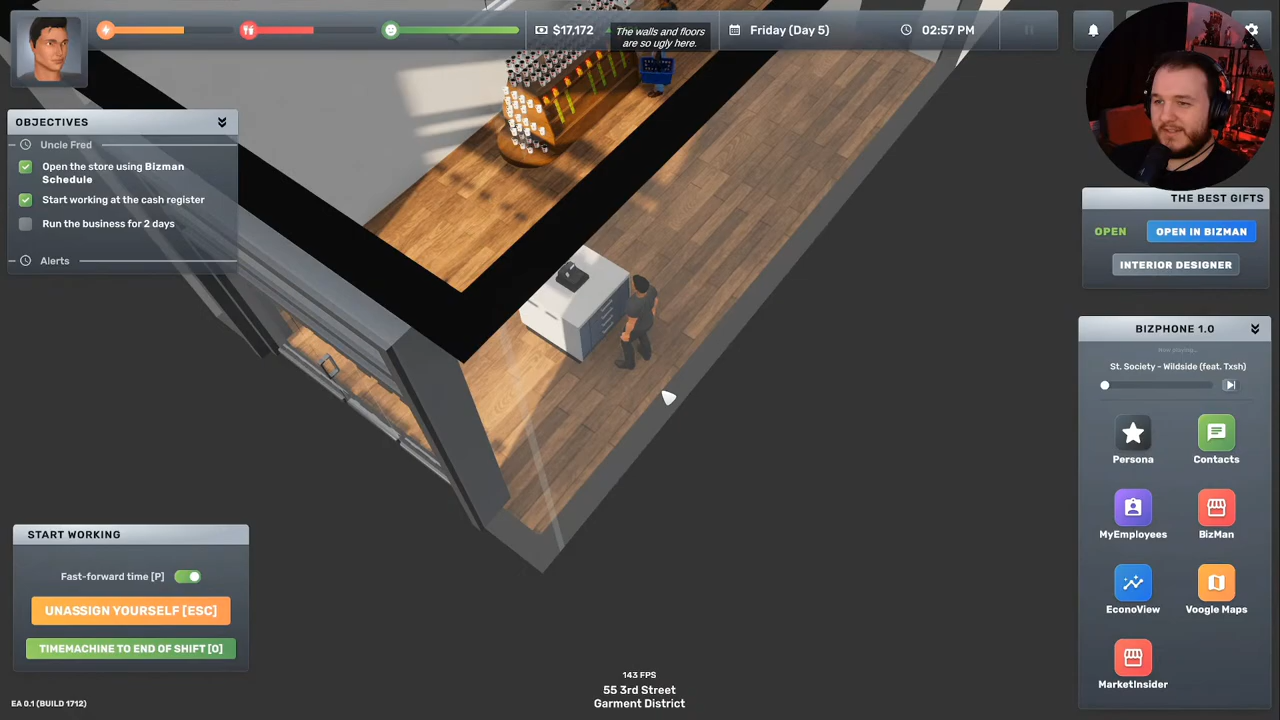 $17,172
The walls and floors
are so ugly here.
Friday (Day 5)
02:57 PM
OBJECTIVES
Uncle Fred
Open the store using Bizman
Schedule
Start working at the cash register
Run the business for 2 days
Alerts
THE BEST GIFTS
OPEN
OPEN IN BIZMAN
INTERIOR DESIGNER
BIZPHONE 1.0
Now playing...
St. Society - Wildside (feat. Txsh)
Persona
Contacts
MyEmployees
BizMan
EconoView
Voogle Maps
MarketInsider
START WORKING
Fast-forward time [P]
UNASSIGN YOURSELF [ESC]
TIMEMACHINE TO END OF SHIFT [O]
143 FPS
55 3rd Street
Garment District
EA 0.1 (BUILD 1712)